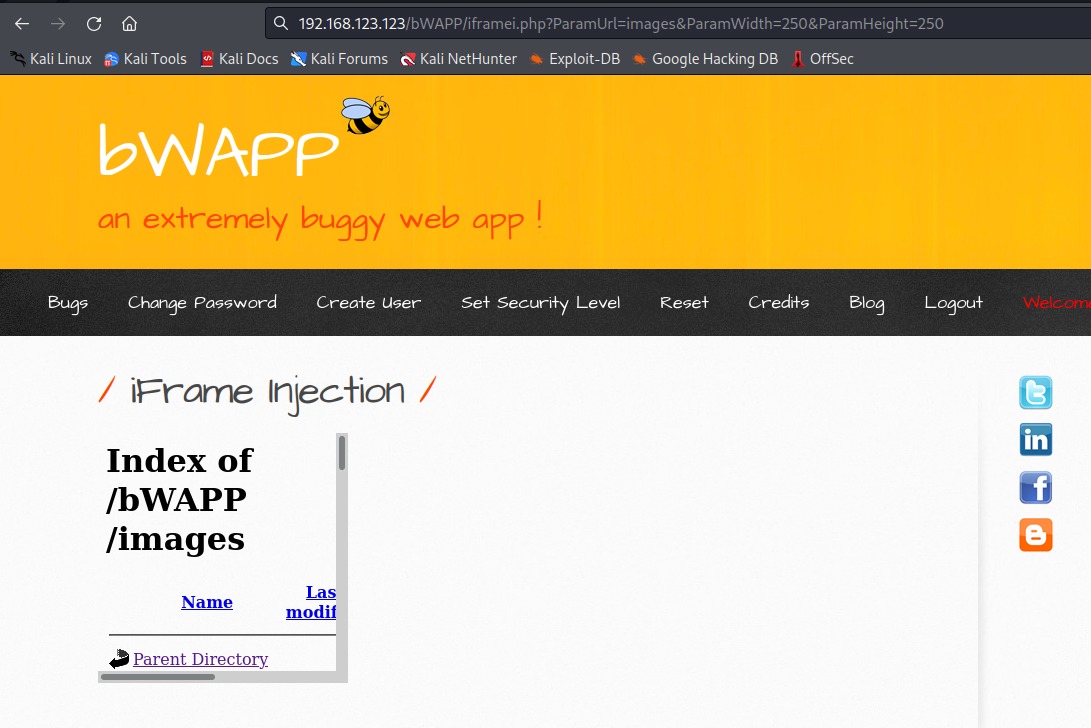 192.168.123.123/bWAPP/iframei.php?ParamUrl=images&ParamWidth=250&ParamHeight=250
Kali Linux Kali Tools Kali Docs Kali Forums Kali NetHunter Exploit-DB Google Hacking DB OffSec
bWAPP
an extremely buggy web app !
Bugs Change Password Create User Set Security Level Reset Credits Blog Logout Welcom
/ iFrame Injection /
Index of
/bWAPP
/images
Name Las
modif
Parent Directory